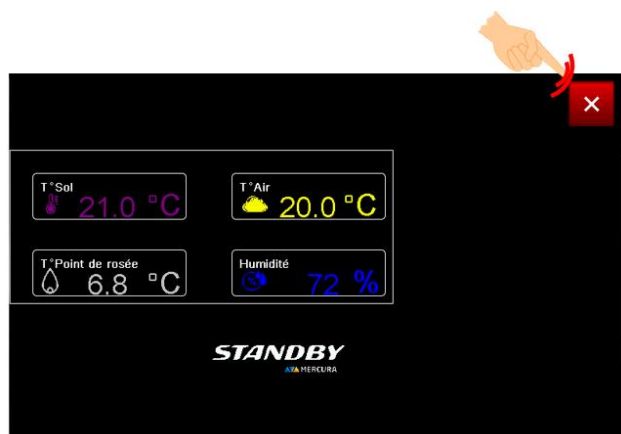 ×
T°Sol
21.0 °C
T°Air
20.0 °C
T°Point de rosée
6.8 °C
Humidité
72 %
STANDBY
MERCURA